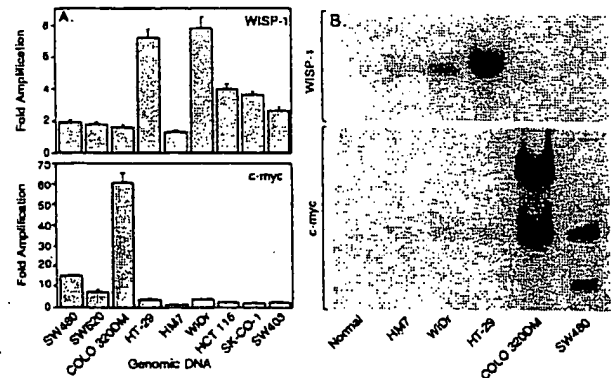 A.
WISP-1
Fold Amplification
8
6
4
2
0
c-myc
Fold Amplification
75
60
50
40
30
20
10
0
SW480
SW620
COLO 320DM
HT-29
HM7
WiDr
HCT 116
SK-CO-1
SW403
Genomic DNA
B.
WISP-1
c-myc
Normal
HM7
WiDr
HT-29
COLO 320DM
SW480